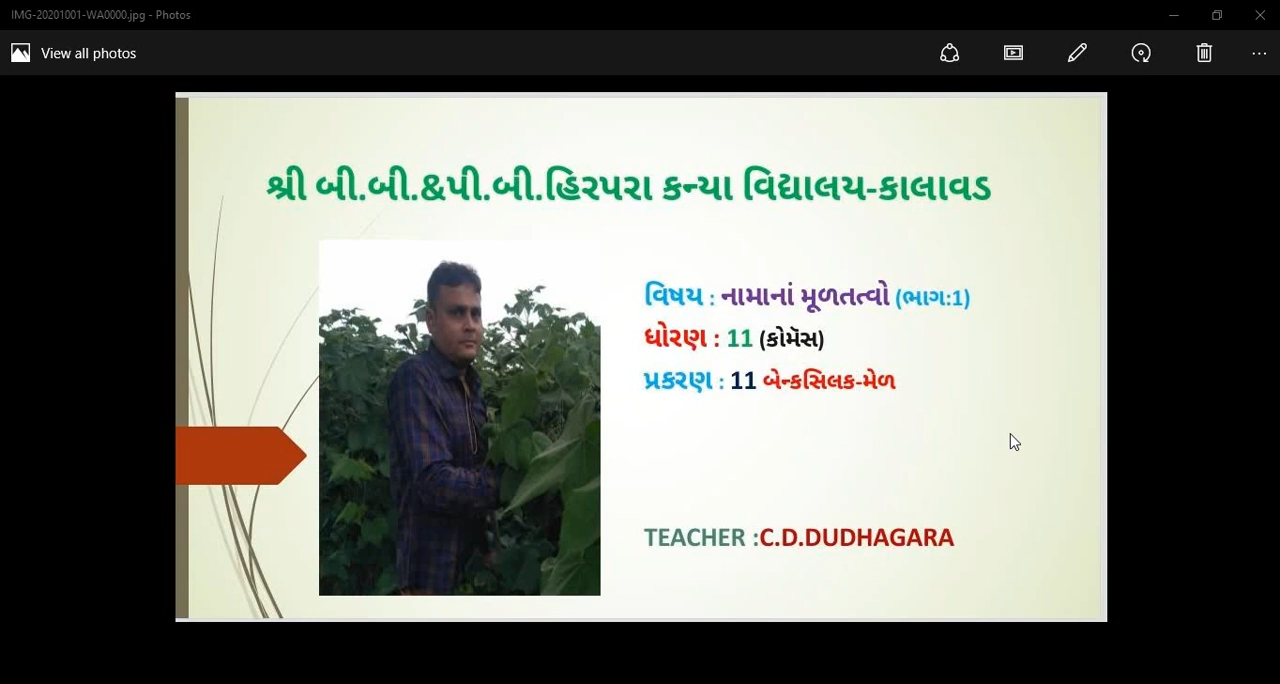 IMG-20201001-WA0000.jpg - Photos
View all photos
શ્રી બી.બી.&પી.બી.હિરપરા કન્યા વિદ્યાલય-કાલાવડ
વિષય : નામાનાં મૂળતત્વો (ભાગ:1)
ધોરણ : 11 (કોમૅસ)
પ્રકરણ : 11 બેન્કસિલક-મેળ
TEACHER :C.D.DUDHAGARA